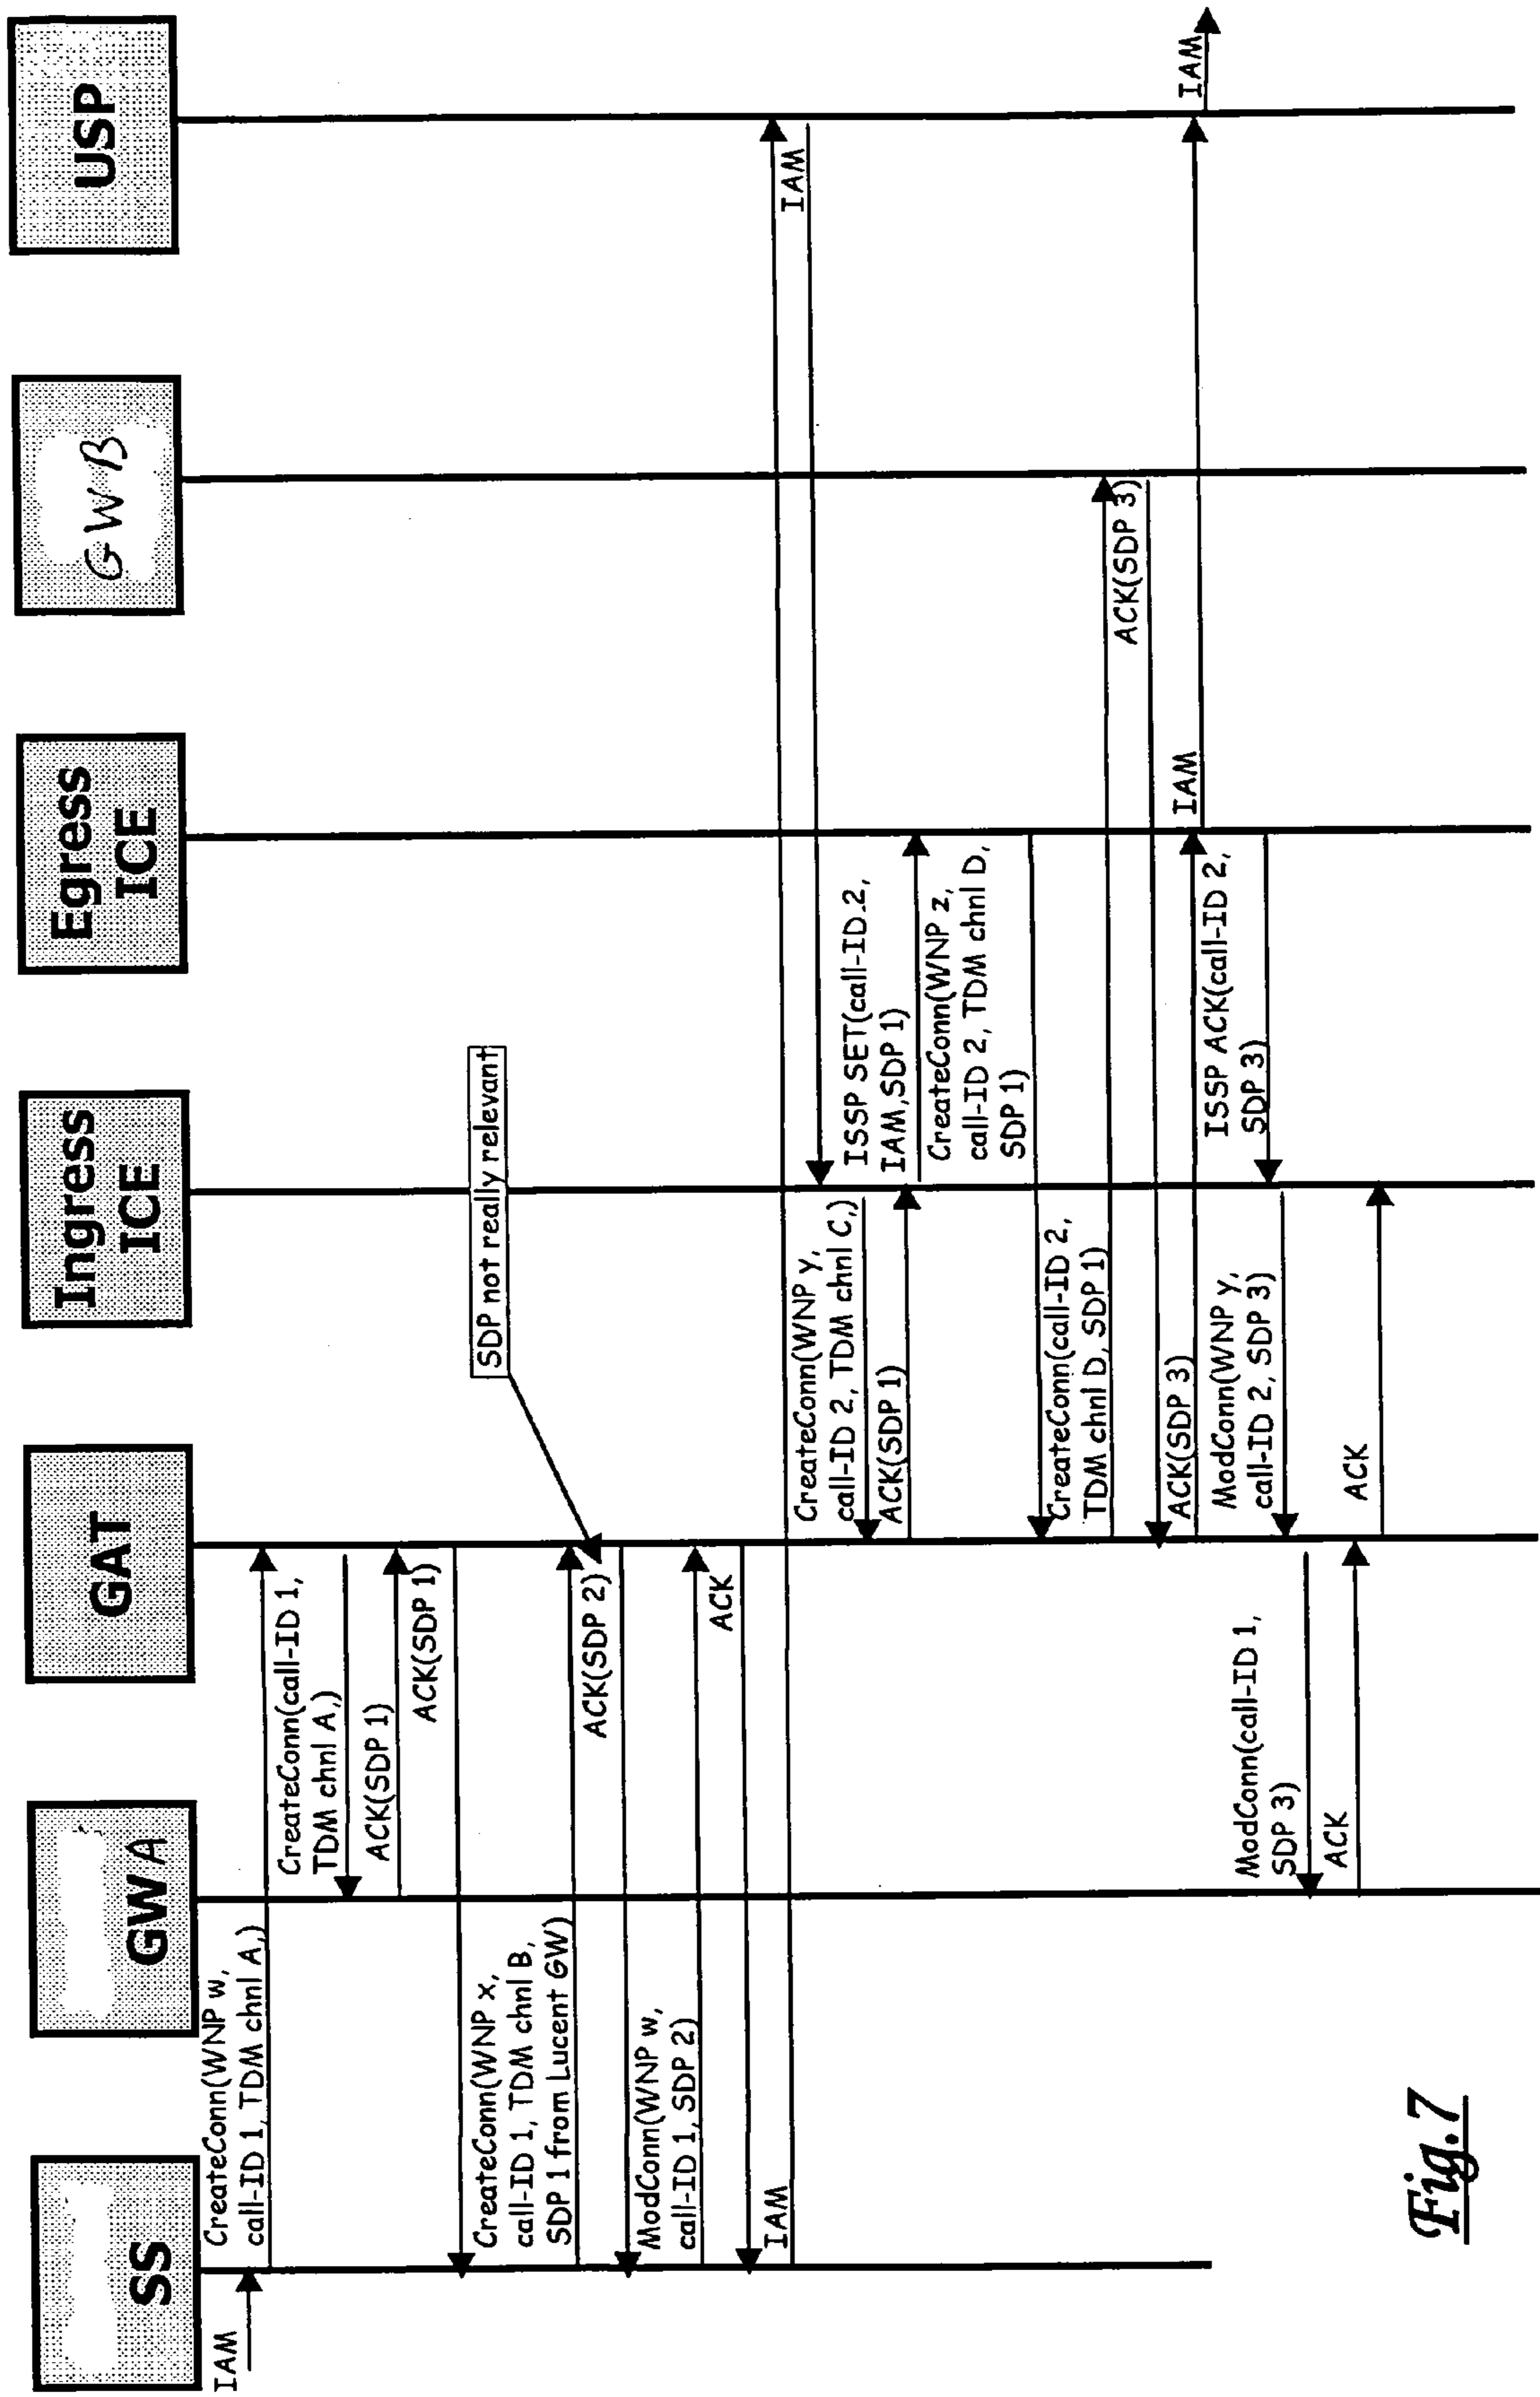 SS
GWA
GAT
Ingress
ICE
Egress
ICE
GWB
USP
IAM
CreateConn(WNP w,
call-ID 1, TDM chnl A,)
CreateConn(call-ID 1,
TDM chnl A,)
ACK(SDP 1)
ACK(SDP 1)
SDP not really relevant
CreateConn(WNP x,
call-ID 1, TDM chnl B,
SDP 1 from Lucent GW)
ACK(SDP 2)
ModConn(WNP w,
call-ID 1, SDP 2)
ACK
IAM
IAM
CreateConn(WNP y,
call-ID 2, TDM chnl C,)
ACK(SDP 1)
ISSP SET(call-ID.2,
IAM,SDP 1)
CreateConn(WNP z,
call-ID 2, TDM chnl D,
SDP 1)
CreateConn(call-ID 2,
TDM chnl D, SDP 1)
ACK(SDP 3)
ACK(SDP 3)
IAM
IAM
ISSP ACK(call-ID 2,
SDP 3)
ModConn(WNP y,
call-ID 2, SDP 3)
ModConn(call-ID 1,
SDP 3)
ACK
ACK
Fig.7